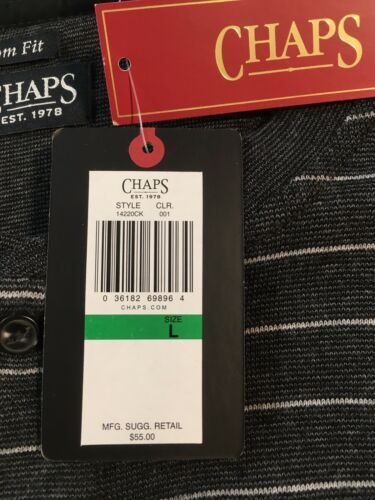 CHAPS
om Fit
CHAPS
EST. 1978
CHAPS
EST. 1978
STYLE CLR.
14220CK 001
0 36182 69896 4
CHAPS.COM
SIZE
L
MFG. SUGG. RETAIL
$55.00